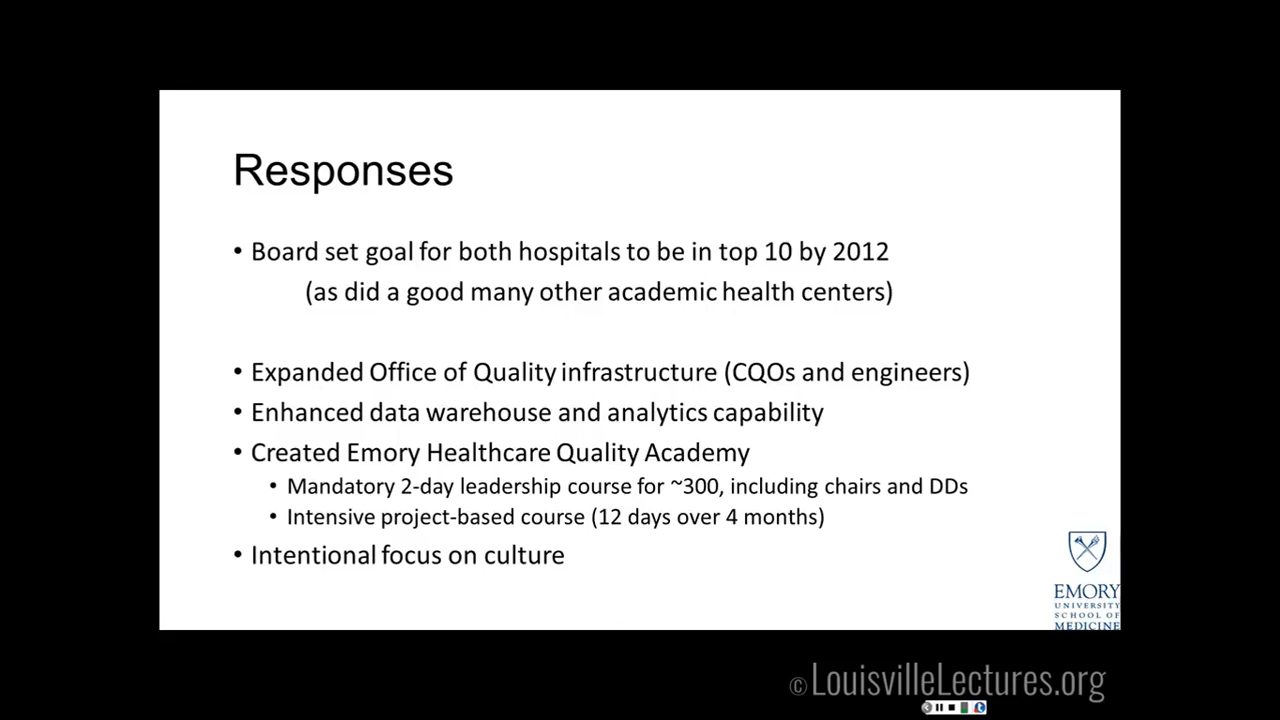 Responses
• Board set goal for both hospitals to be in top 10 by 2012
(as did a good many other academic health centers)
• Expanded Office of Quality infrastructure (CQOs and engineers)
• Enhanced data warehouse and analytics capability
• Created Emory Healthcare Quality Academy
• Mandatory 2-day leadership course for ~300, including chairs and DDs
• Intensive project-based course (12 days over 4 months)
• Intentional focus on culture
EMORY
UNIVERSITY
SCHOOL OF
MEDICINE
© LouisvilleLectures.org